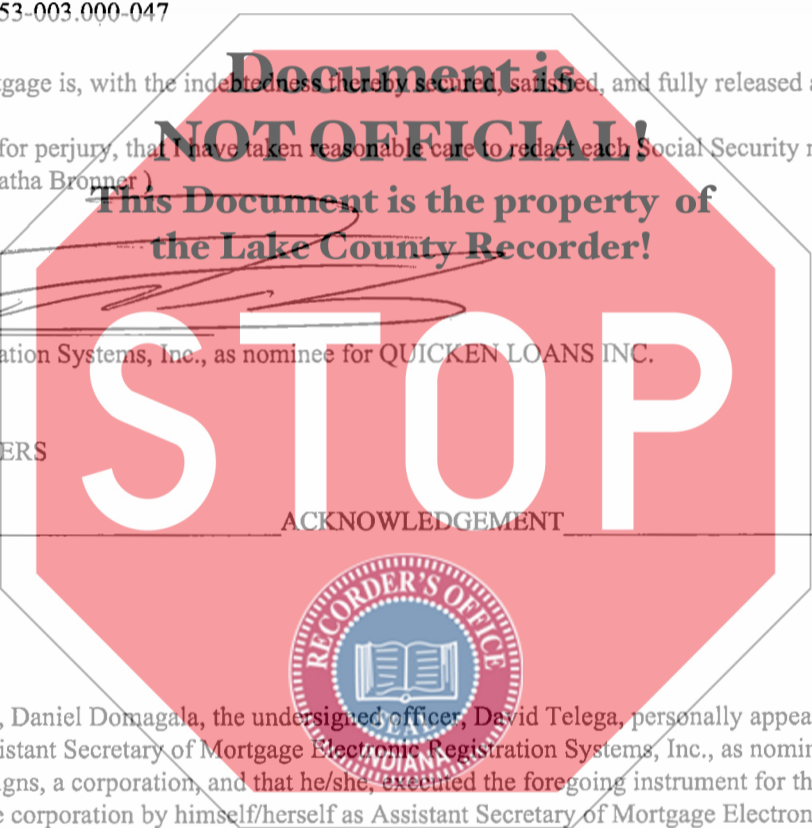 53-003.000-047
Document is
tgage is, with the indebtedness thereby secured, satisfied, and fully released a
NOT OFFICIAL!
for perjury, that I have taken reasonable care to redact each Social Security n
atha Bronner )
This Document is the property of
the Lake County Recorder!
STOP
ation Systems, Inc., as nominee for QUICKEN LOANS INC.
ERS
ACKNOWLEDGEMENT
RECORDER'S OFFICE
SEAL
INDIANA
, Daniel Domagala, the undersigned officer, David Telega, personally appea
istant Secretary of Mortgage Electronic Registration Systems, Inc., as nomin
igns, a corporation, and that he/she, executed the foregoing instrument for th
e corporation by himself/herself as Assistant Secretary of Mortgage Electron